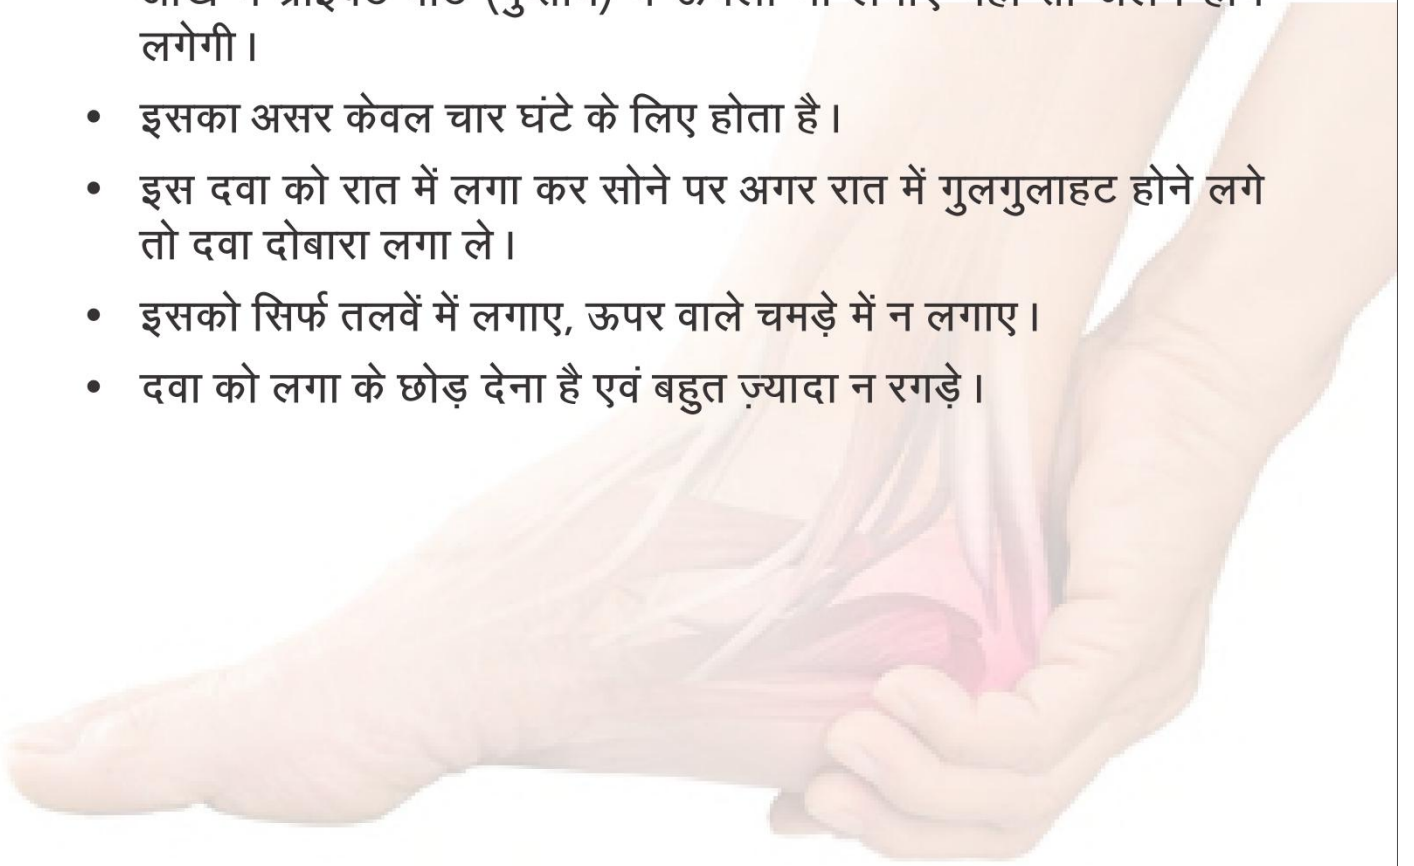 लगेगी।
• इसका असर केवल चार घंटे के लिए होता है।
• इस दवा को रात में लगा कर सोने पर अगर रात में गुलगुलाहट होने लगे
तो दवा दोबारा लगा ले।
• इसको सिर्फ तलवें में लगाए, ऊपर वाले चमड़े में न लगाए।
• दवा को लगा के छोड़ देना है एवं बहुत ज़्यादा न रगड़े।